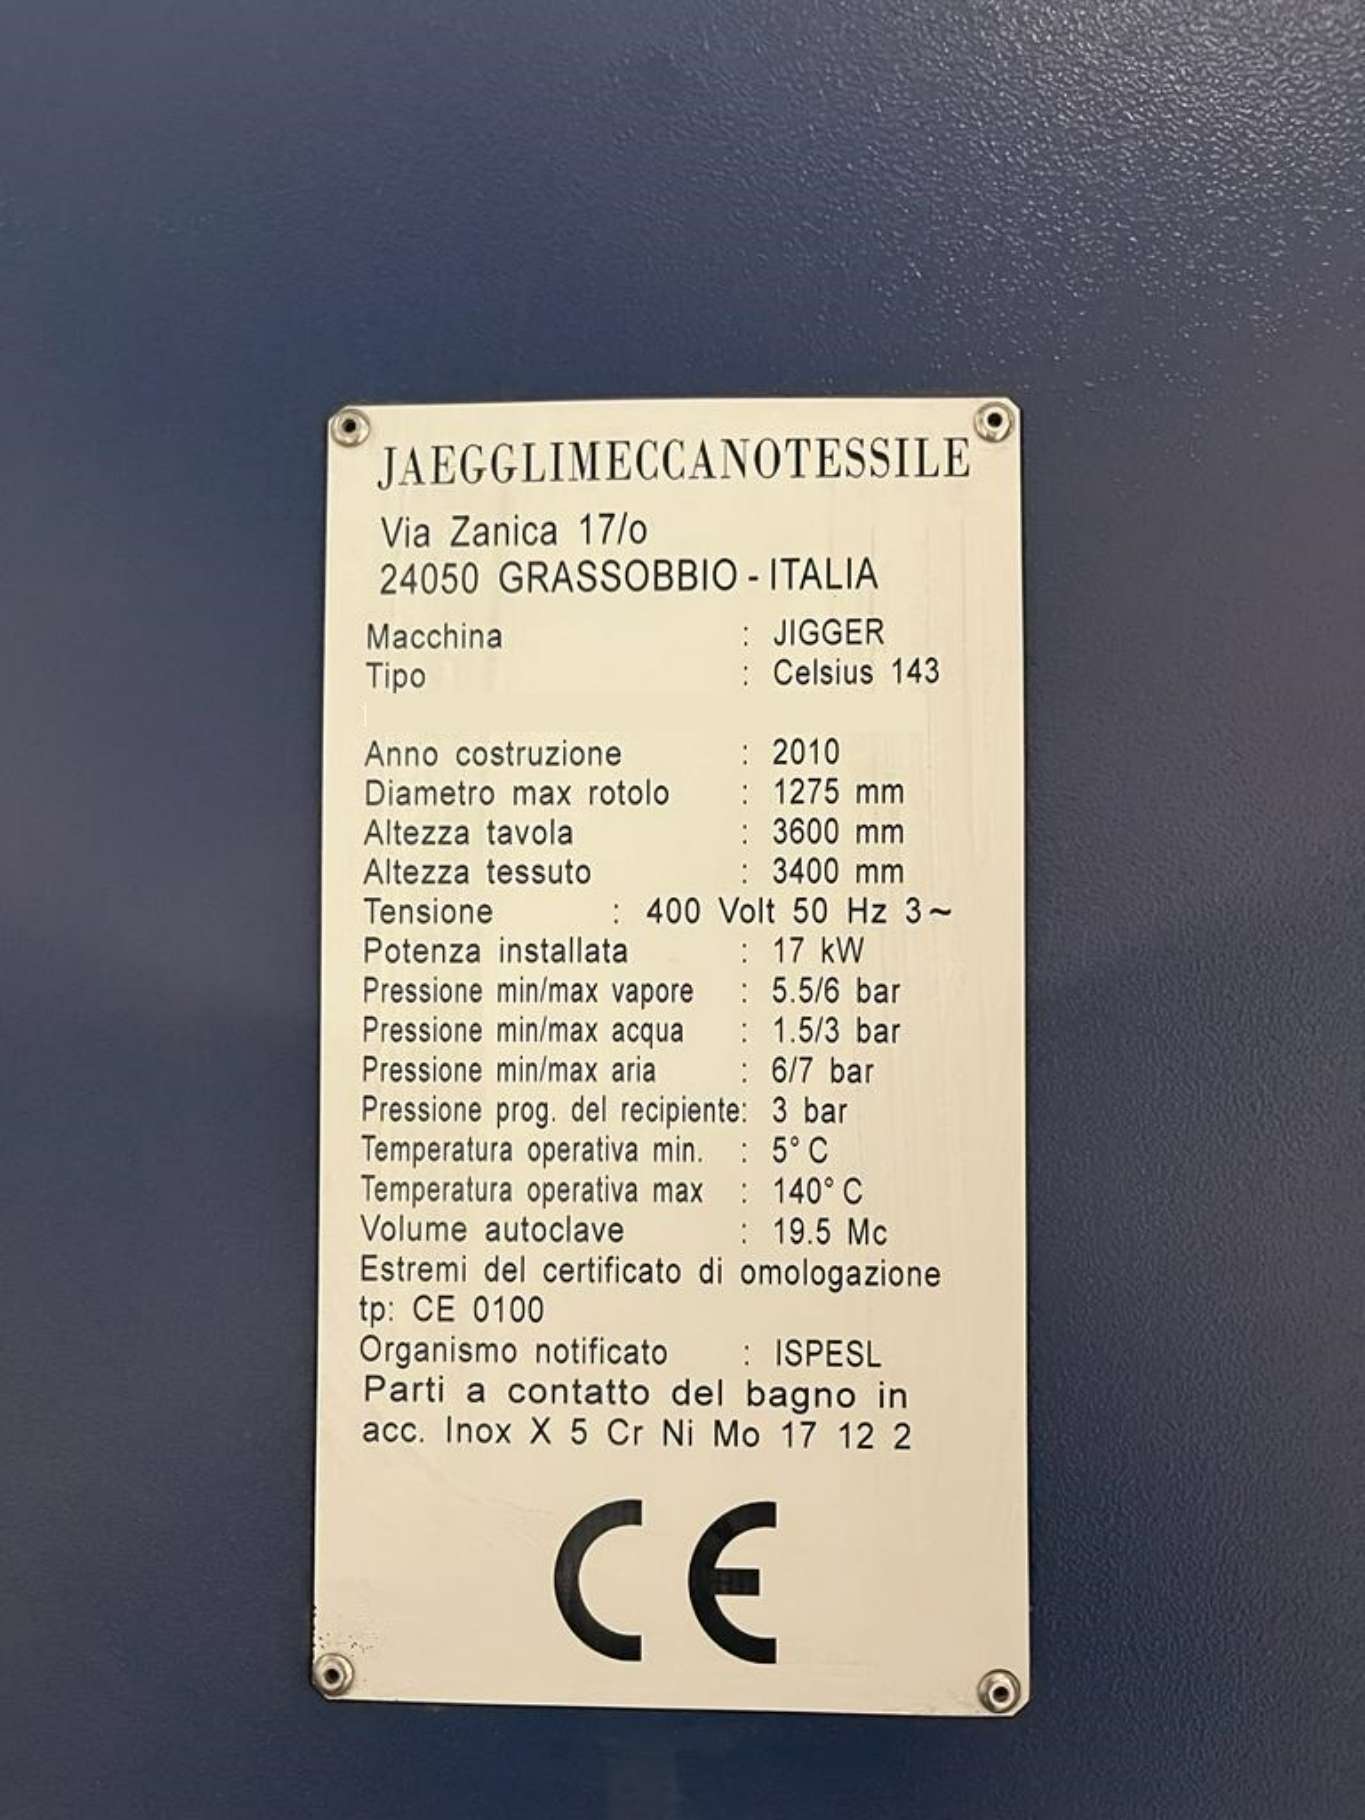 JAEGGLIMECCANOTESSILE
Via Zanica 17/o
24050 GRASSOBBIO - ITALIA
Macchina : JIGGER
Tipo : Celsius 143
Anno costruzione : 2010
Diametro max rotolo : 1275 mm
Altezza tavola : 3600 mm
Altezza tessuto : 3400 mm
Tensione : 400 Volt 50 Hz 3~
Potenza installata : 17 kW
Pressione min/max vapore : 5.5/6 bar
Pressione min/max acqua : 1.5/3 bar
Pressione min/max aria : 6/7 bar
Pressione prog. del recipiente: 3 bar
Temperatura operativa min. : 5° C
Temperatura operativa max : 140° C
Volume autoclave : 19.5 Mc
Estremi del certificato di omologazione
tp: CE 0100
Organismo notificato : ISPESL
Parti a contatto del bagno in
acc. Inox X 5 Cr Ni Mo 17 12 2
CE